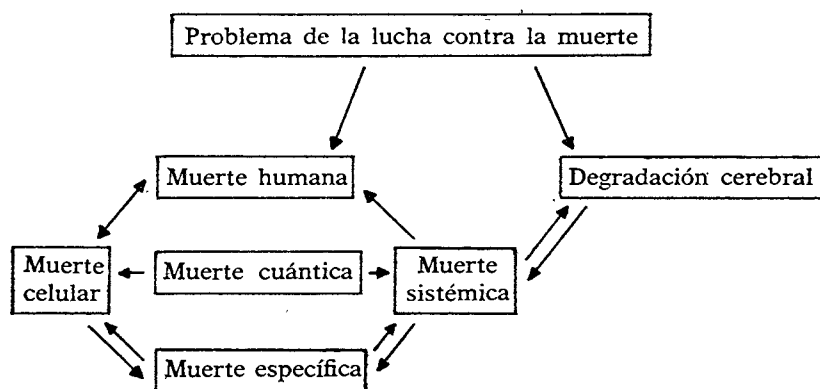 Problema de la lucha contra la muerte
Muerte humana
Degradación cerebral
Muerte
celular
Muerte cuántica
Muerte
sistémica
Muerte específica